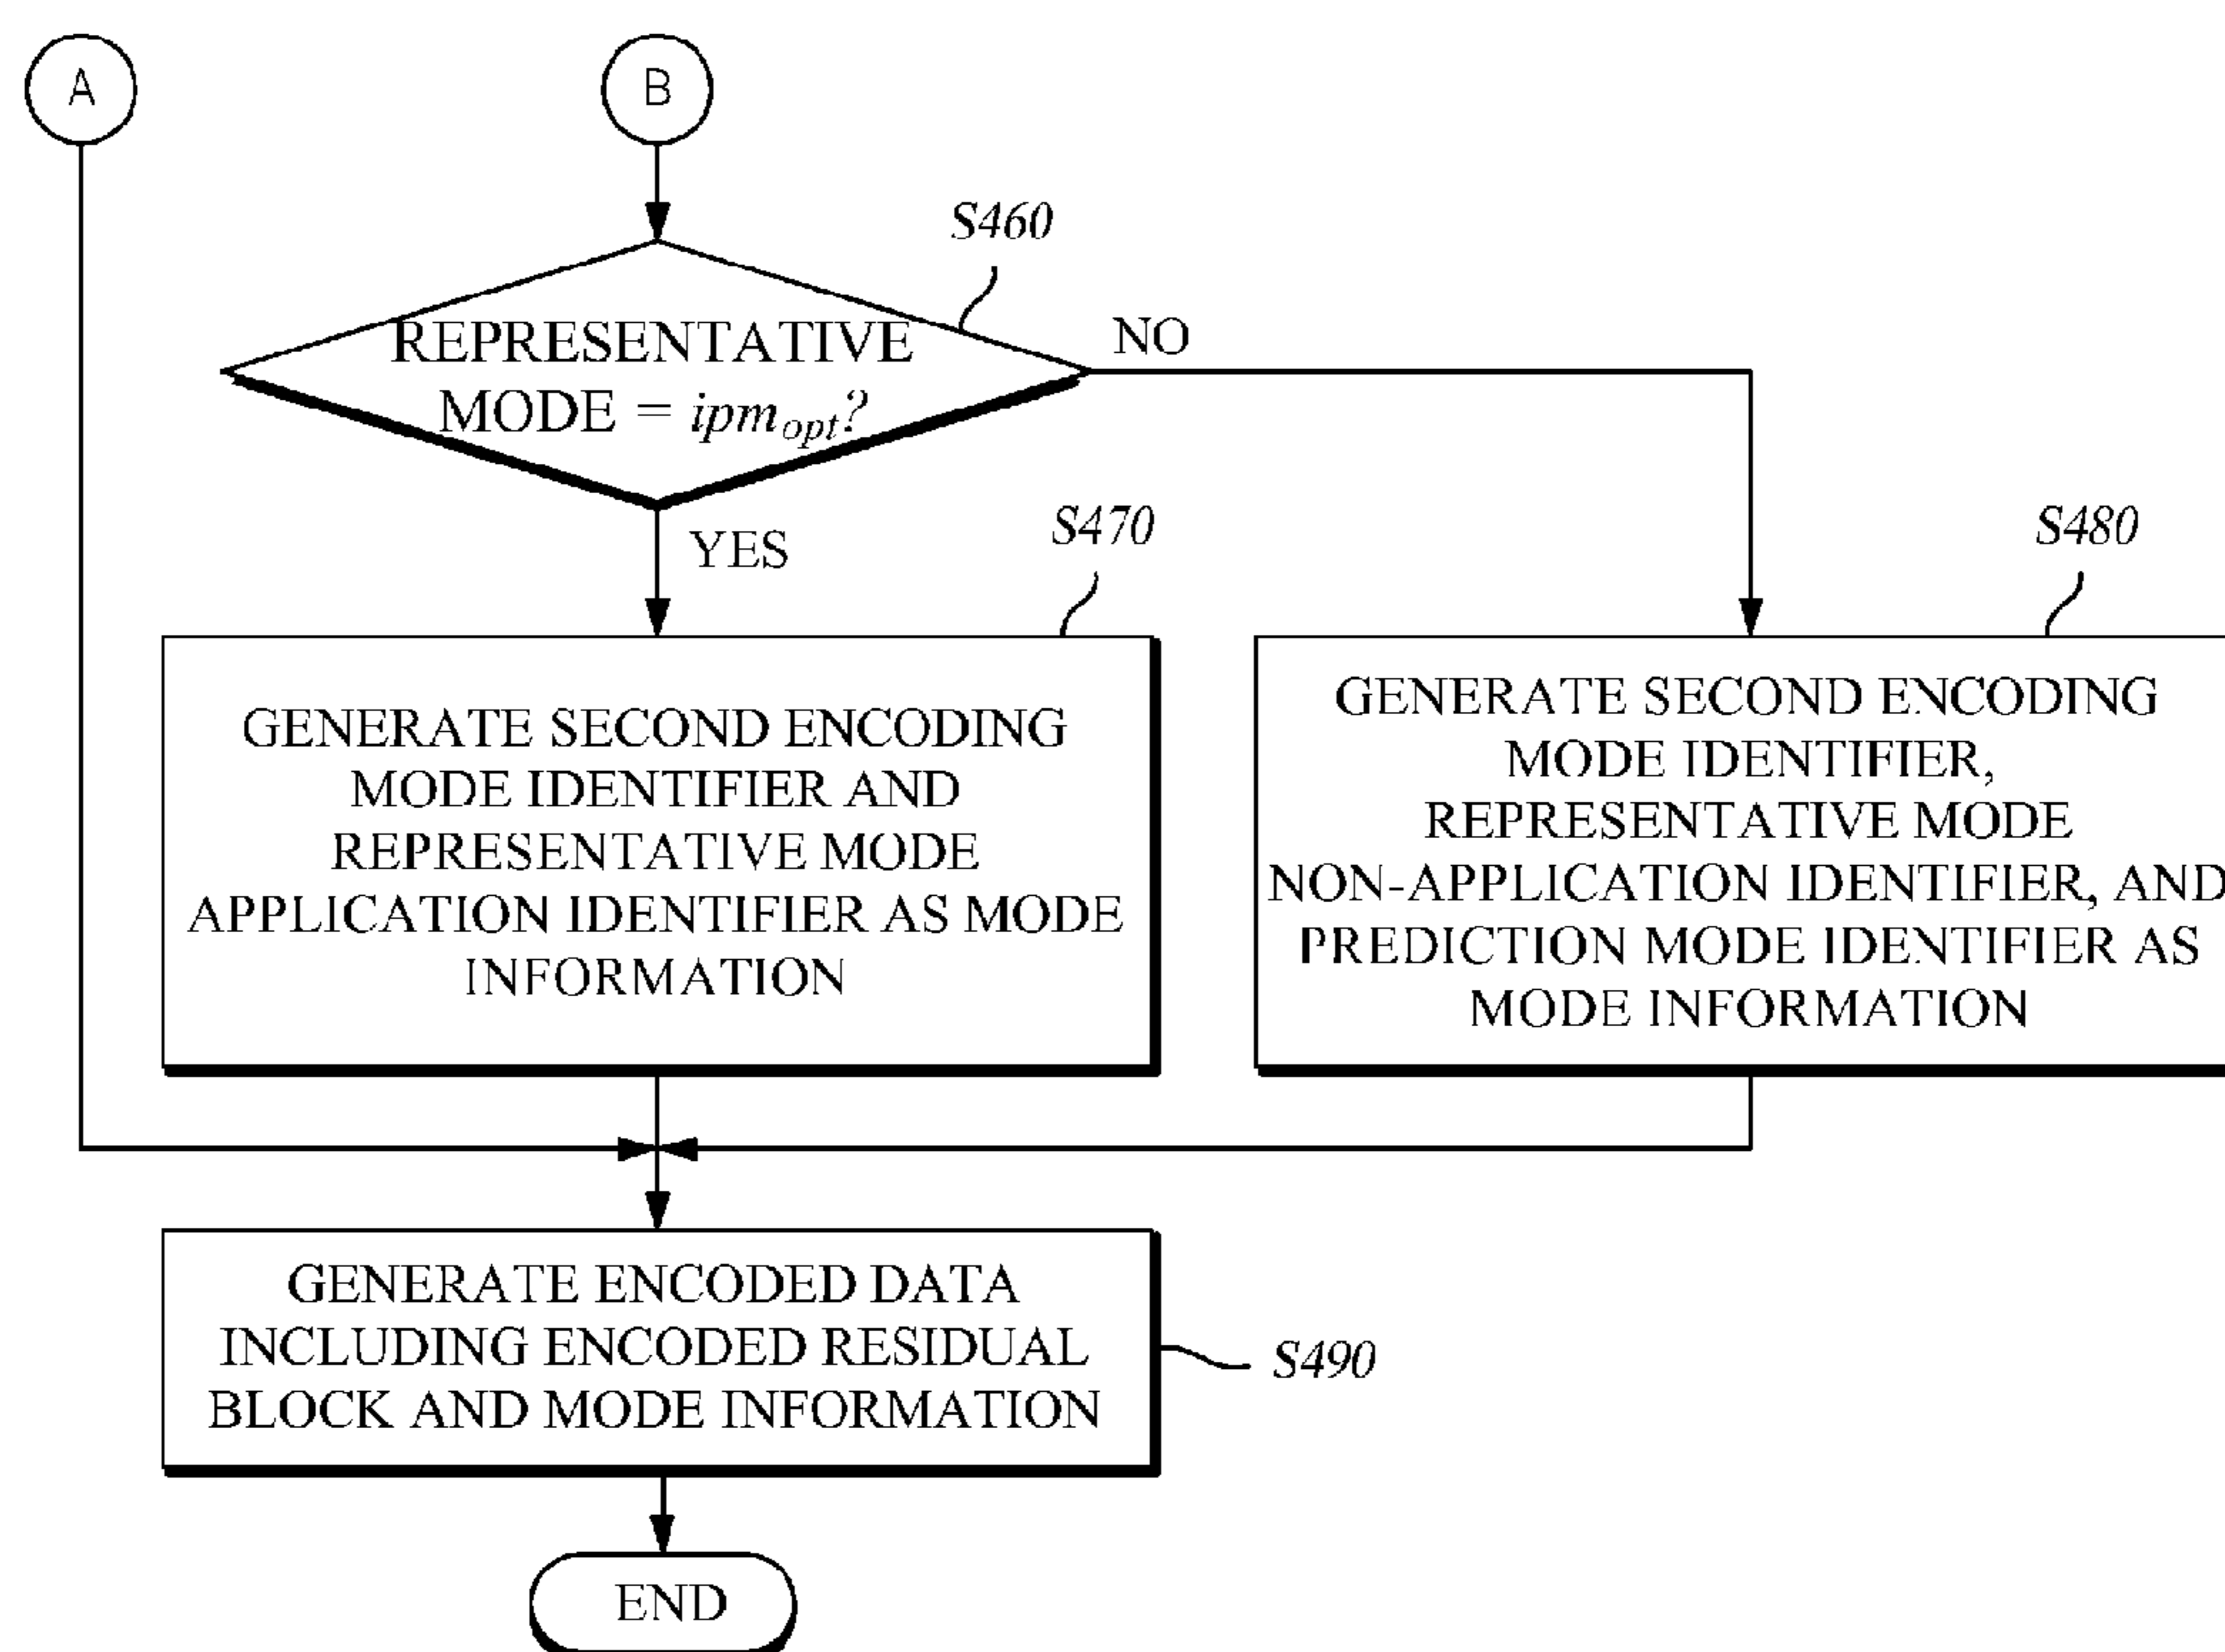 A
B
S460
REPRESENTATIVE
MODE = ipm_opt?
NO
YES
S470
S480
GENERATE SECOND ENCODING
MODE IDENTIFIER AND
REPRESENTATIVE MODE
APPLICATION IDENTIFIER AS MODE
INFORMATION
GENERATE SECOND ENCODING
MODE IDENTIFIER,
REPRESENTATIVE MODE
NON-APPLICATION IDENTIFIER, AND
PREDICTION MODE IDENTIFIER AS
MODE INFORMATION
GENERATE ENCODED DATA
INCLUDING ENCODED RESIDUAL
BLOCK AND MODE INFORMATION
S490
END